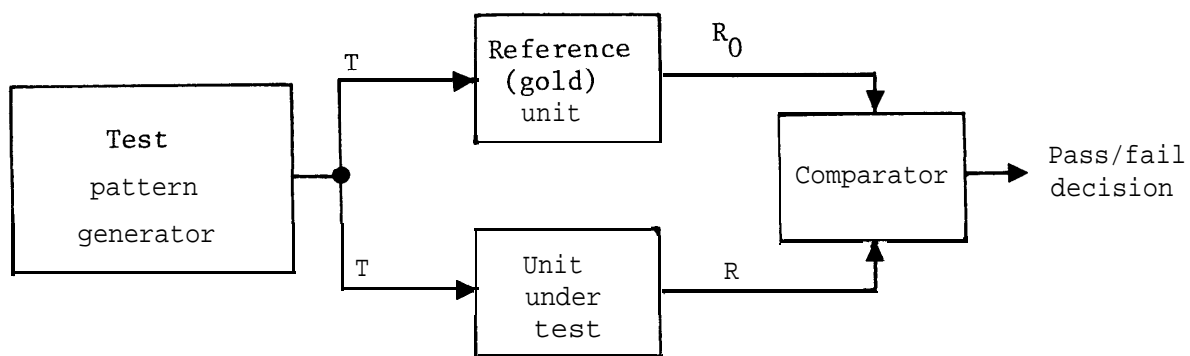 Test
pattern
generator
T
T
Reference
(gold)
unit
Unit
under
test
R0
R
Comparator
Pass/fail
decision